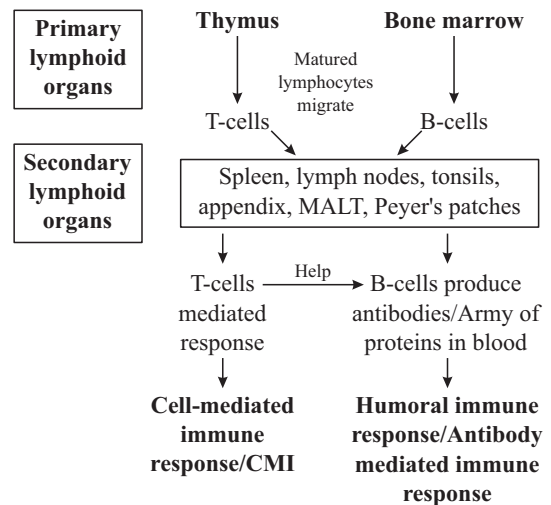 Primary
lymphoid
organs
Thymus
Bone marrow
Matured
lymphocytes
migrate
T-cells
B-cells
Secondary
lymphoid
organs
Spleen, lymph nodes, tonsils,
appendix, MALT, Peyer's patches
T-cells
mediated
response
Help
B-cells produce
antibodies/Army of
proteins in blood
Cell-mediated
immune
response/CMI
Humoral immune
response/Antibody
mediated immune
response